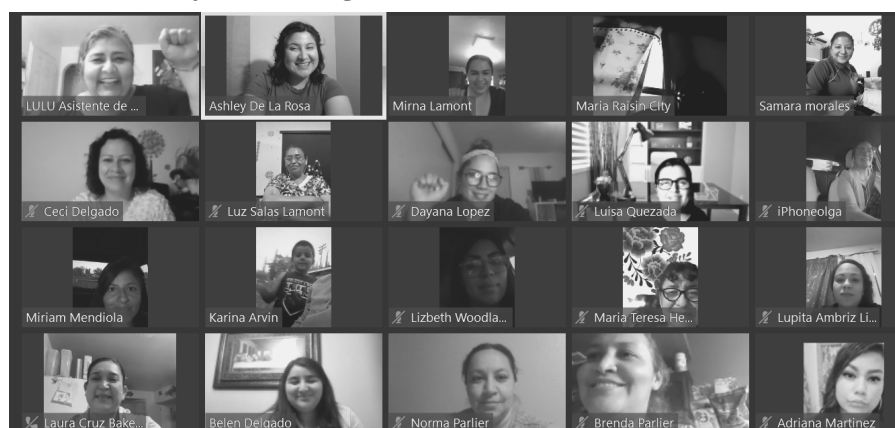 LULU Asistente de ...
Ashley De La Rosa
Mirna Lamont
Maria Raisin City
Samara morales
Ceci Delgado
Luz Salas Lamont
Dayana Lopez
Luisa Quezada
iPhoneolga
Miriam Mendiola
Karina Arvin
Lizbeth Woodla...
Maria Teresa He...
Lupita Ambriz Li...
Laura Cruz Bake...
Belen Delgado
Norma Parlier
Brenda Parlier
Adriana Martinez